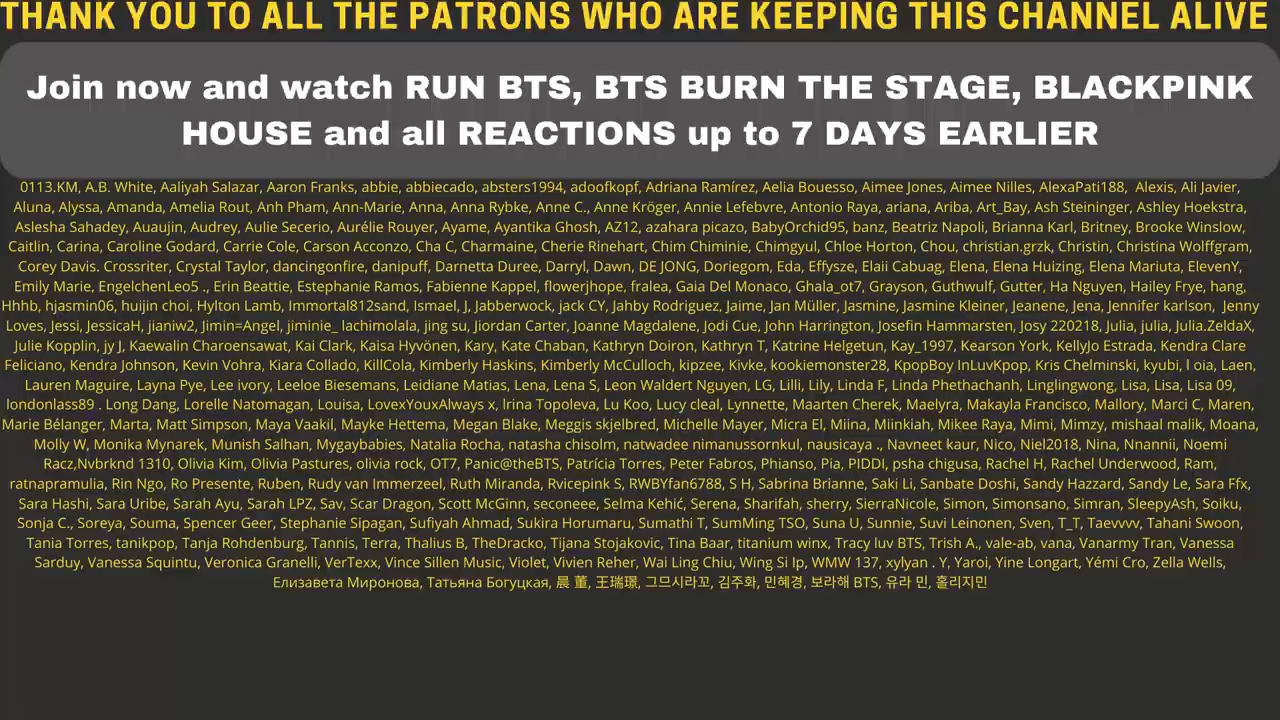 THANK YOU TO ALL THE PATRONS WHO ARE KEEPING THIS CHANNEL ALIVE
Join now and watch RUN BTS, BTS BURN THE STAGE, BLACKPINK
HOUSE and all REACTIONS up to 7 DAYS EARLIER
0113.KM, A.B. White, Aaliyah Salazar, Aaron Franks, abbie, abbiecado, absters1994, adoofkopf, Adriana Ramírez, Aelia Bouesso, Aimee Jones, Aimee Nilles, AlexaPati188, Alexis, Ali Javier,
Aluna, Alyssa, Amanda, Amelia Rout, Anh Pham, Ann-Marie, Anna, Anna Rybke, Anne C., Anne Kröger, Annie Lefebvre, Antonio Raya, ariana, Ariba, Art_Bay, Ash Steininger, Ashley Hoekstra,
Aslesha Sahadey, Auaujin, Audrey, Aulie Secerio, Aurélie Rouyer, Ayame, Ayantika Ghosh, AZ12, azahara picazo, BabyOrchid95, banz, Beatriz Napoli, Brianna Karl, Britney, Brooke Winslow,
Caitlin, Carina, Caroline Godard, Carrie Cole, Carson Acconzo, Cha C, Charmaine, Cherie Rinehart, Chim Chiminie, Chimgyul, Chloe Horton, Chou, christian.grzk, Christin, Christina Wolffgram,
Corey Davis. Crossriter, Crystal Taylor, dancingonfire, danipuff, Darnetta Duree, Darryl, Dawn, DE JONG, Doriegom, Eda, Effysze, Elaii Cabuag, Elena, Elena Huizing, Elena Mariuta, ElevenY,
Emily Marie, EngelchenLeo5 ., Erin Beattie, Estephanie Ramos, Fabienne Kappel, flowerjhope, fralea, Gaia Del Monaco, Ghala_ot7, Grayson, Guthwulf, Gutter, Ha Nguyen, Hailey Frye, hang,
Hhhb, hjasmin06, huijin choi, Hylton Lamb, Immortal812sand, Ismael, J, Jabberwock, jack CY, Jahby Rodriguez, Jaime, Jan Müller, Jasmine, Jasmine Kleiner, Jeanene, Jena, Jennifer karlson, Jenny
Loves, Jessi, JessicaH, jianiw2, Jimin=Angel, jiminie_ lachimolala, jing su, Jiordan Carter, Joanne Magdalene, Jodi Cue, John Harrington, Josefin Hammarsten, Josy 220218, Julia, julia, Julia.ZeldaX,
Julie Kopplin, jy J, Kaewalin Charoensawat, Kai Clark, Kaisa Hyvönen, Kary, Kate Chaban, Kathryn Doiron, Kathryn T, Katrine Helgetun, Kay_1997, Kearson York, KellyJo Estrada, Kendra Clare
Feliciano, Kendra Johnson, Kevin Vohra, Kiara Collado, KillCola, Kimberly Haskins, Kimberly McCulloch, kipzee, Kivke, kookiemonster28, KpopBoy InLuvKpop, Kris Chelminski, kyubi, l oia, Laen,
Lauren Maguire, Layna Pye, Lee ivory, Leeloe Biesemans, Leidiane Matias, Lena, Lena S, Leon Waldert Nguyen, LG, Lilli, Lily, Linda F, Linda Phethachanh, Linglingwong, Lisa, Lisa, Lisa 09,
londonlass89 . Long Dang, Lorelle Natomagan, Louisa, LovexYouxAlways x, lrina Topoleva, Lu Koo, Lucy cleal, Lynnette, Maarten Cherek, Maelyra, Makayla Francisco, Mallory, Marci C, Maren,
Marie Bélanger, Marta, Matt Simpson, Maya Vaakil, Mayke Hettema, Megan Blake, Meggis skjelbred, Michelle Mayer, Micra El, Miina, Miinkiah, Mikee Raya, Mimi, Mimzy, mishaal malik, Moana,
Molly W, Monika Mynarek, Munish Salhan, Mygaybabies, Natalia Rocha, natasha chisolm, natwadee nimanussornkul, nausicaa ., Navneet kaur, Nico, Niel2018, Nina, Nnannii, Noemi
Racz,Nvbrknd 1310, Olivia Kim, Olivia Pastures, olivia rock, OT7, Panic@theBTS, Patrícia Torres, Peter Fabros, Phianso, Pia, PIDDI, psha chigusa, Rachel H, Rachel Underwood, Ram,
ratnapramulia, Rin Ngo, Ro Presente, Ruben, Rudy van Immerzeel, Ruth Miranda, Rvicepink S, RWBYfan6788, S H, Sabrina Brianne, Saki Li, Sanbate Doshi, Sandy Hazzard, Sandy Le, Sara Ffx,
Sara Hashi, Sara Uribe, Sarah Ayu, Sarah LPZ, Sav, Scar Dragon, Scott McGinn, seconeee, Selma Kehić, Serena, Sharifah, sherry, SierraNicole, Simon, Simonsano, Simran, SleepyAsh, Soiku,
Sonja C., Soreya, Souma, Spencer Geer, Stephanie Sipagan, Sufiyah Ahmad, Sukira Horumaru, Sumathi T, SumMing TSO, Suna U, Sunnie, Suvi Leinonen, Sven, T_T, Taevvvv, Tahani Swoon,
Tania Torres, tanikpop, Tanja Rohdenburg, Tannis, Terra, Thalius B, TheDracko, Tijana Stojakovic, Tina Baar, titanium winx, Tracy luv BTS, Trish A., vale-ab, vana, Vanarmy Tran, Vanessa
Sarduy, Vanessa Squintu, Veronica Granelli, VerTexx, Vince Sillen Music, Violet, Vivien Reher, Wai Ling Chiu, Wing Si Ip, WMW 137, xylyan . Y, Yaroi, Yine Longart, Yémi Cro, Zella Wells,
Елизавета Миронова, Татьяна Богуцкая, 晨 董, 王瑞璟, 그므시라꼬, 김주화, 민혜경, 보라해 BTS, 유라 민, 홀리지민